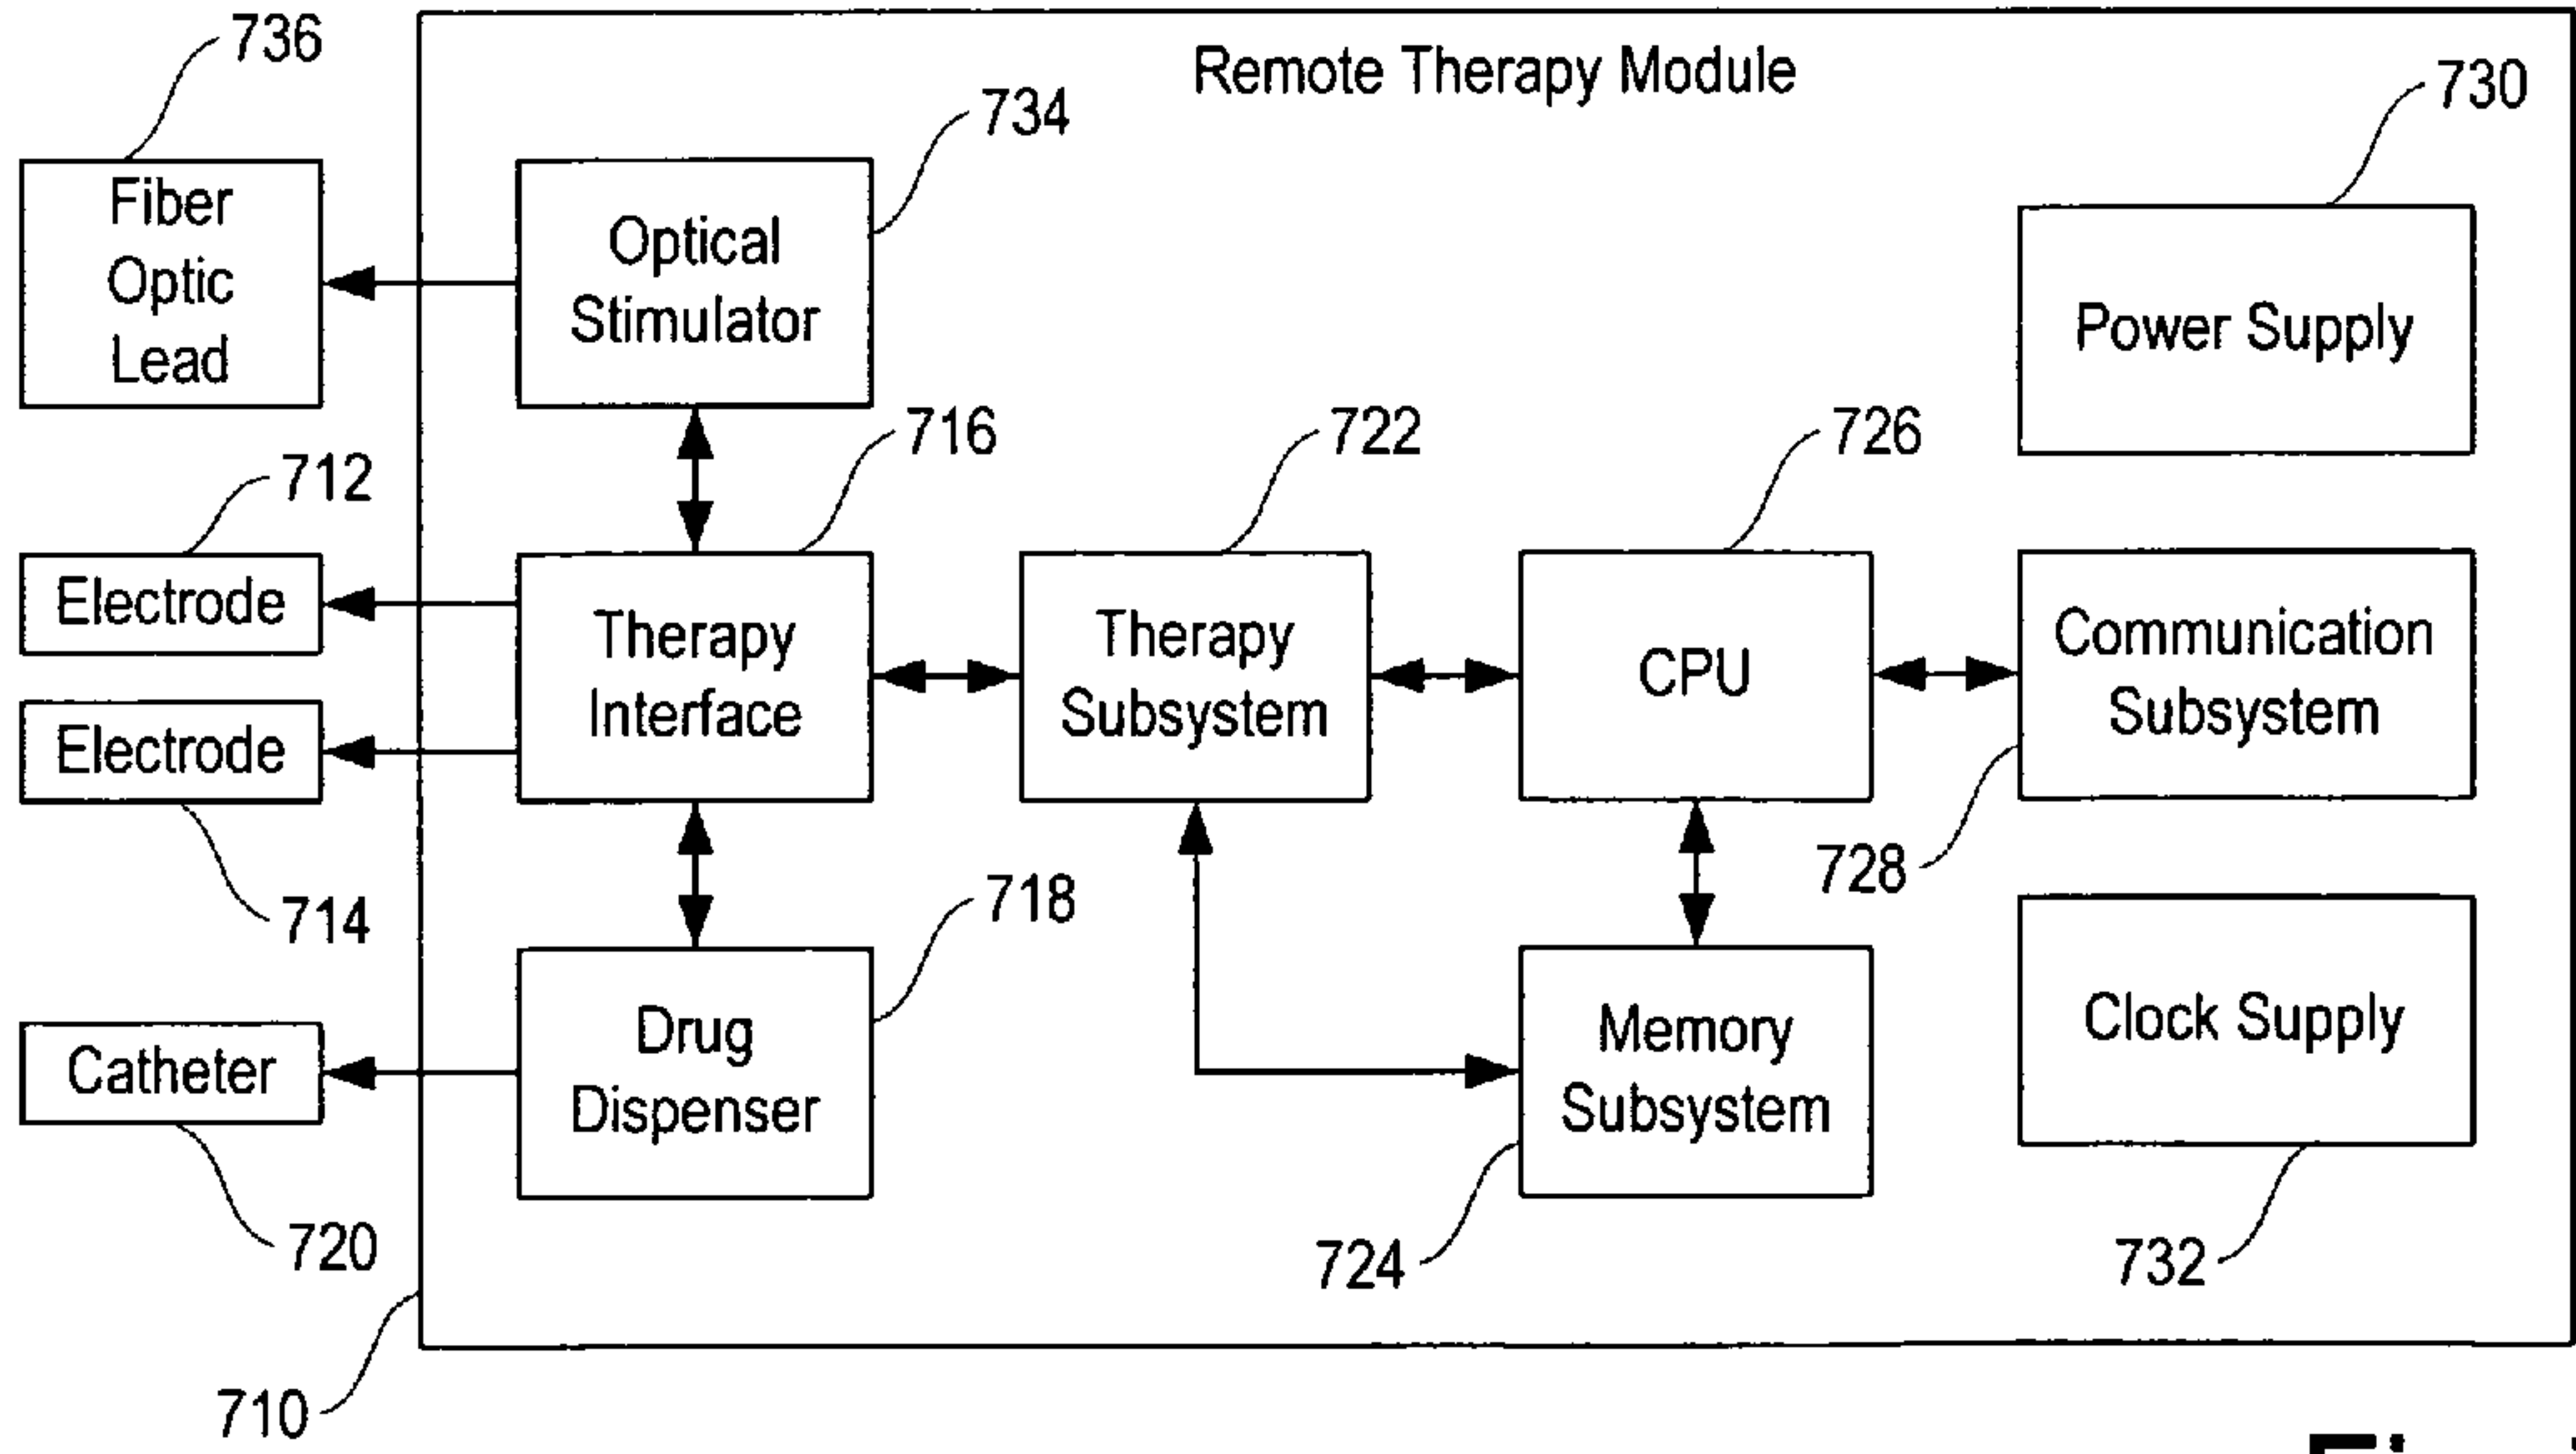 736
Remote Therapy Module
730
734
Fiber
Optic
Lead
Optical
Stimulator
Power Supply
716
722
726
712
Electrode
Therapy
Interface
Therapy
Subsystem
CPU
Communication
Subsystem
Electrode
714
718
728
Drug
Dispenser
Memory
Subsystem
Clock Supply
Catheter
720
724
732
710